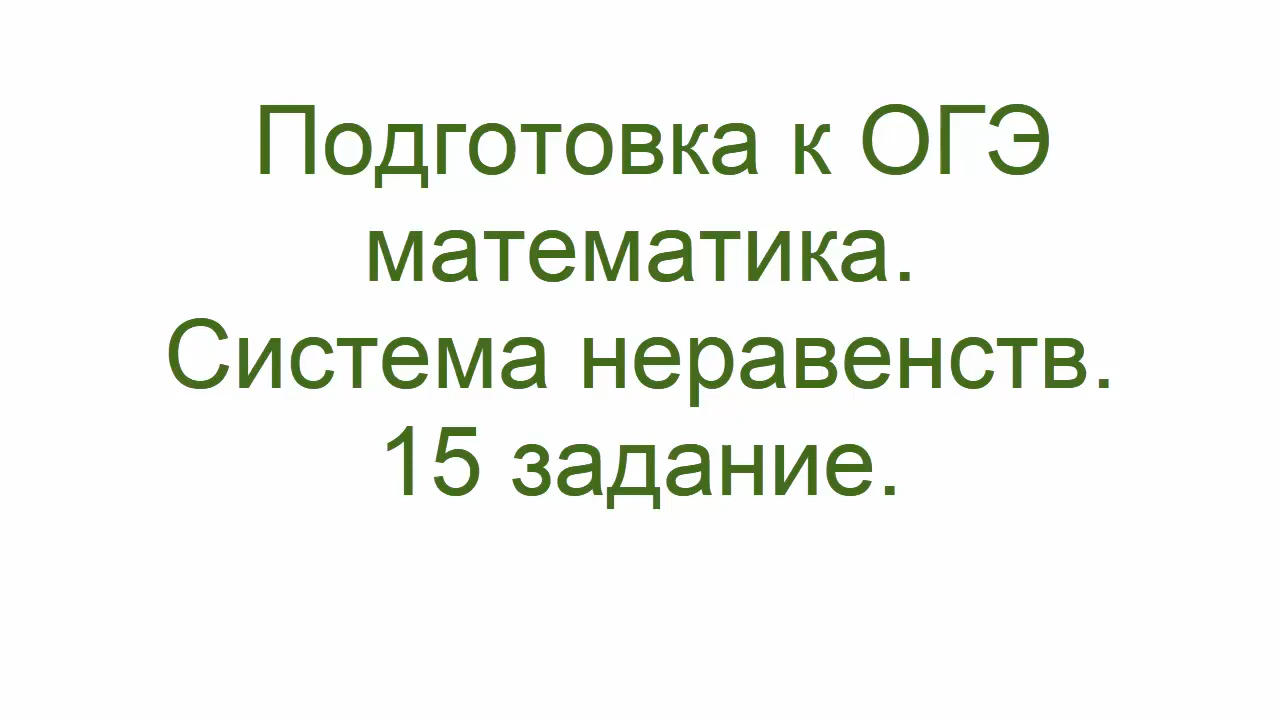 Подготовка к ОГЭ
математика.
Система неравенств.
15 задание.